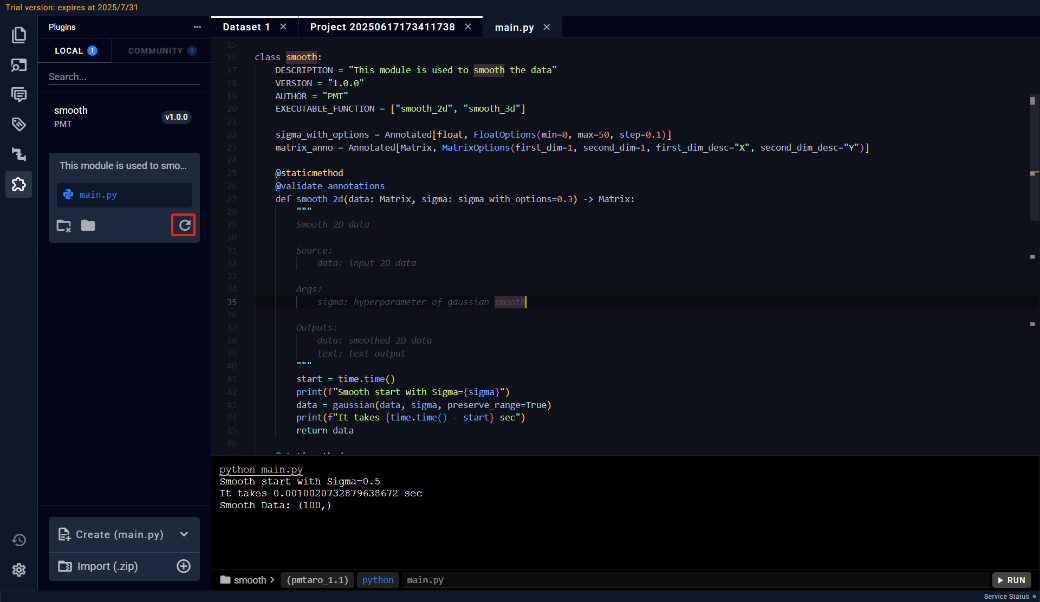 Trial version: expires at 2025/7/31
Plugins
LOCAL 1
COMMUNITY 0
Search...
smooth
PMT
v1.0.0
This module is used to smo...
main.py
Create (main.py)
Import (.zip)
Dataset 1
Project 20250617173411738
main.py
15
16 class smooth:
17 DESCRIPTION = "This module is used to smooth the data"
18 VERSION = "1.0.0"
19 AUTHOR = "PMT"
20 EXECUTABLE_FUNCTION = ["smooth_2d", "smooth_3d"]
21
22 sigma_with_options = Annotated[float, FloatOptions(min=0, max=50, step=0.1)]
23 matrix_anno = Annotated[Matrix, MatrixOptions(first_dim=1, second_dim=1, first_dim_desc="X", second_dim_desc="Y")]
24
25 @staticmethod
26 @validate_annotations
27 def smooth_2d(data: Matrix, sigma: sigma_with_options=0.3) -> Matrix:
28 """
29 Smooth 2D data
30
31 Source:
32 data: input 2D data
33
34 Args:
35 sigma: hyperparameter of gaussian smooth
36
37 Outputs:
38 data: smoothed 2D data
39 text: text output
40 """
41 start = time.time()
42 print(f"Smooth start with Sigma={sigma}")
43 data = gaussian(data, sigma, preserve_range=True)
44 print(f"It takes {time.time() - start} sec")
45 return data
46
python main.py
Smooth start with Sigma=0.5
It takes 0.0010020732879638672 sec
Smooth Data: (100,)
smooth > (pmtaro_1.1) python main.py
RUN
Service Status